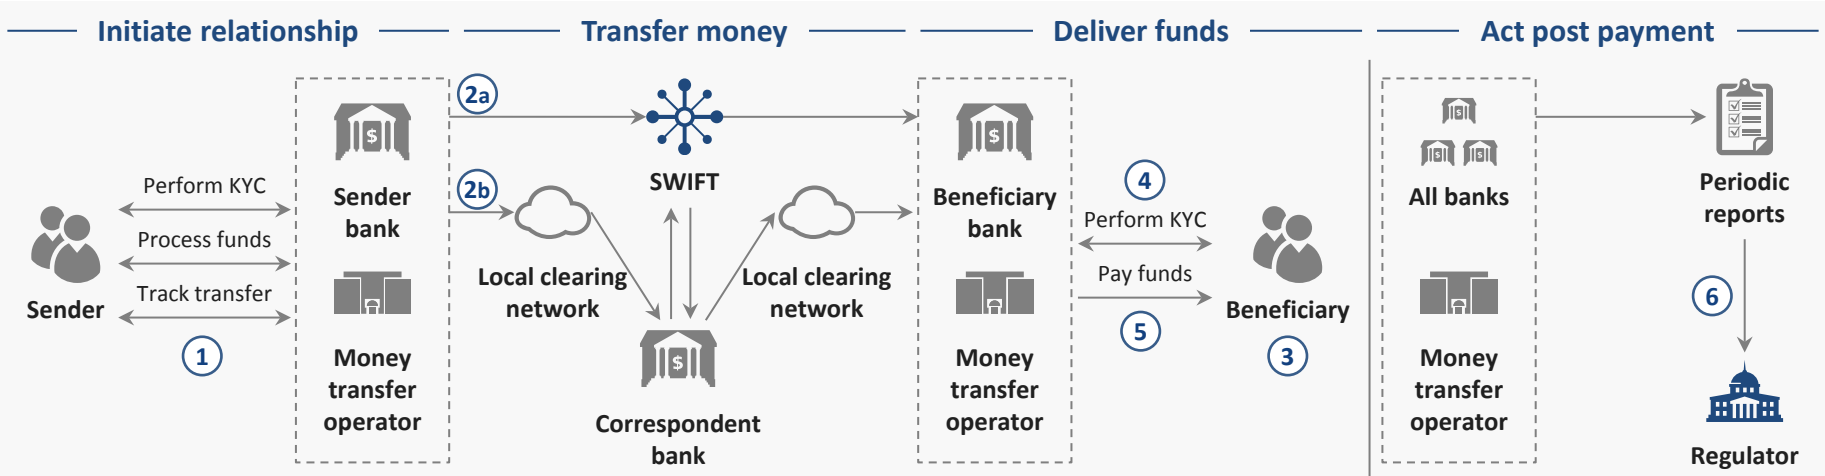 Initiate relationship
Transfer money
Deliver funds
Act post payment
Perform KYC
Process funds
Track transfer
Sender
1
$
Sender
bank
Money
transfer
operator
2a
2b
SWIFT
Local clearing
network
Local clearing
network
$
Correspondent
bank
$
Beneficiary
bank
Money
transfer
operator
4
Perform KYC
Pay funds
5
Beneficiary
3
$
$
$
All banks
Money
transfer
operator
Periodic
reports
6
Regulator